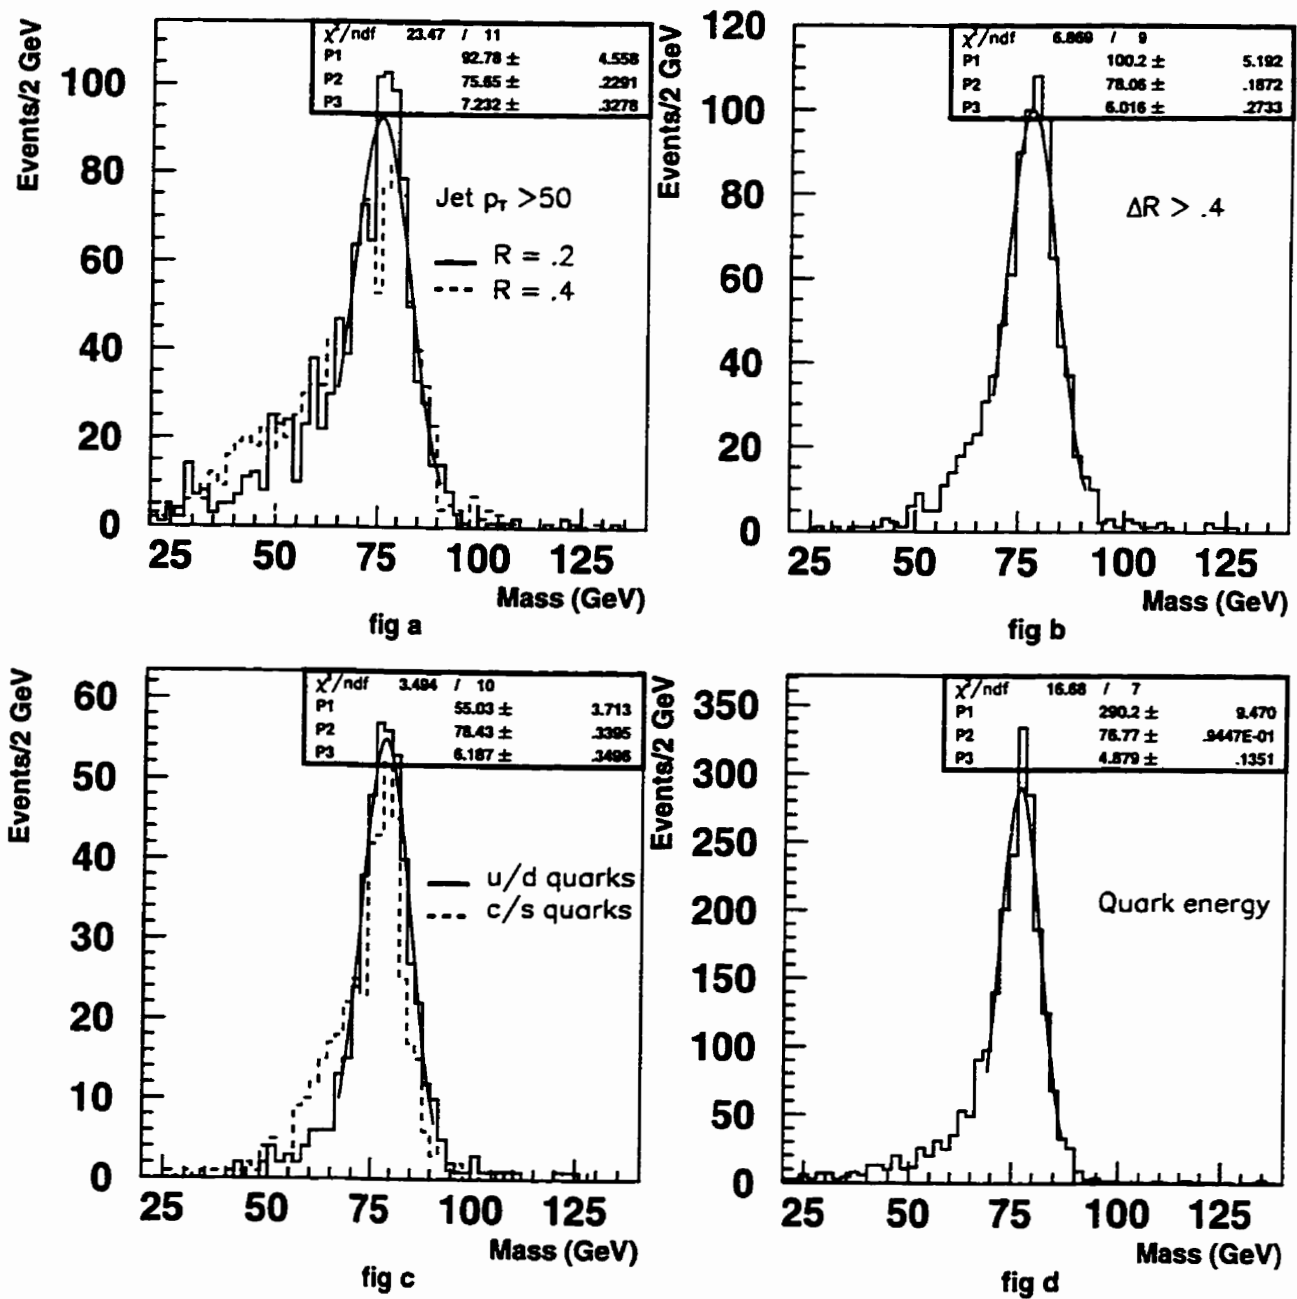 Events/2 GeV
χ²/ndf 23.47 / 11
P1 92.78 ± 4.558
P2 75.65 ± .2291
P3 7.232 ± .3278
Jet pT >50
R = .2
R = .4
100
80
60
40
20
0
25 50 75 100 125
Mass (GeV)
fig a
Events/2 GeV
χ²/ndf 6.869 / 9
P1 100.2 ± 5.192
P2 78.06 ± .1872
P3 6.016 ± .2733
ΔR > .4
120
100
80
60
40
20
0
25 50 75 100 125
Mass (GeV)
fig b
Events/2 GeV
χ²/ndf 3.494 / 10
P1 55.03 ± 3.713
P2 78.43 ± .3395
P3 6.187 ± .3496
u/d quarks
c/s quarks
60
50
40
30
20
10
0
25 50 75 100 125
Mass (GeV)
fig c
Events/2 GeV
χ²/ndf 16.68 / 7
P1 290.2 ± 9.470
P2 76.77 ± .9447E-01
P3 4.879 ± .1351
Quark energy
350
300
250
200
150
100
50
0
25 50 75 100 125
Mass (GeV)
fig d